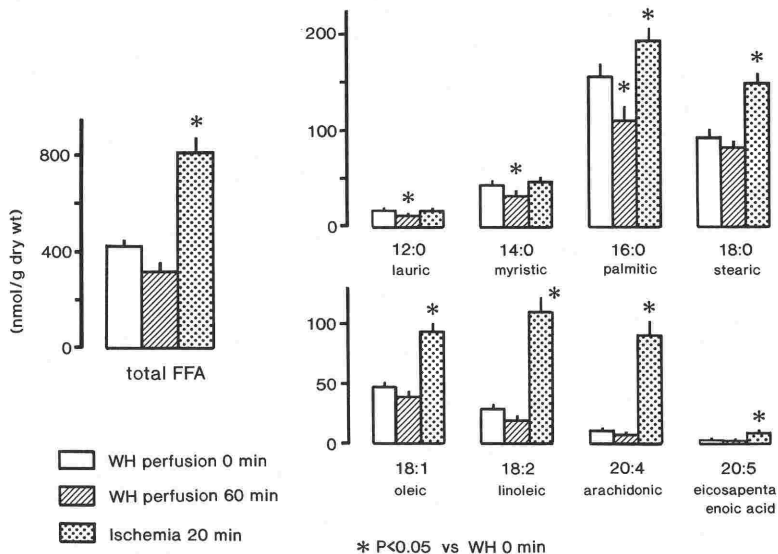 (nmol/g dry wt)
800
400
0
*
total FFA
200
100
0
*
*
*
*
*
12:0
14:0
16:0
18:0
lauric
myristic
palmitic
stearic
100
50
0
*
*
*
*
18:1
18:2
20:4
20:5
oleic
linoleic
arachidonic
eicosapenta
enoic acid
WH perfusion 0 min
WH perfusion 60 min
Ischemia 20 min
* P<0.05 vs WH 0 min